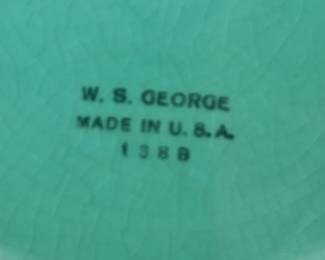 W. S. GEORGE
MADE IN U. S. A.
138B